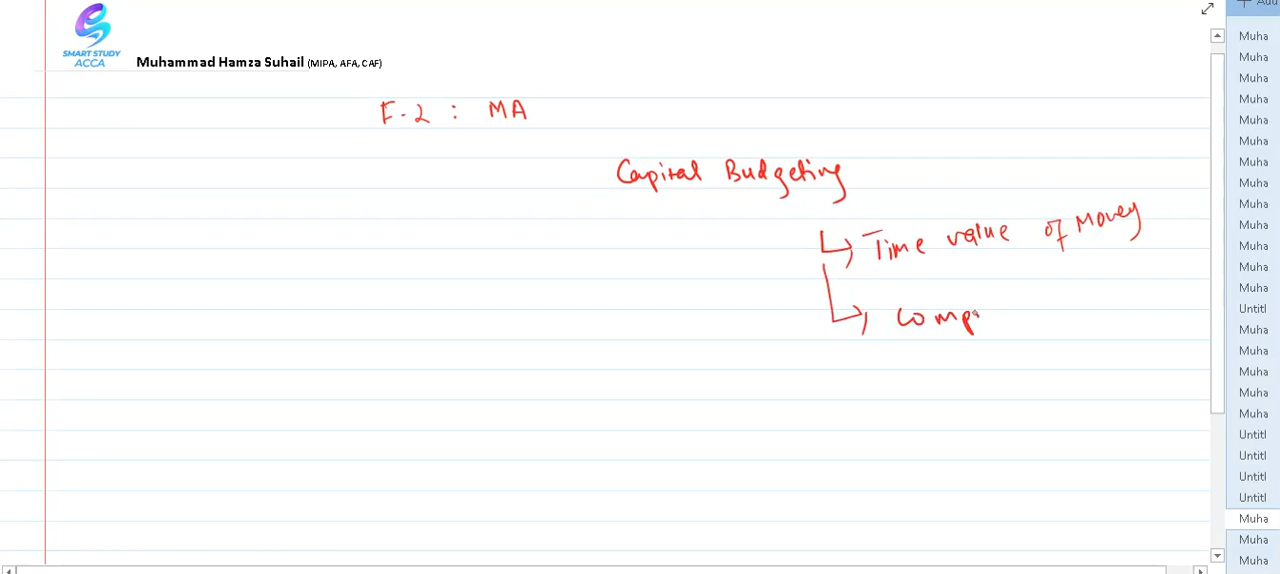 Add
SMART STUDY
ACCA
Muhammad Hamza Suhail (MIPA, AFA, CAF)
F-2 : MA
Capital Budgeting
Time value of Money
Comp
Muha
Muha
Muha
Muha
Muha
Muha
Muha
Muha
Muha
Muha
Muha
Muha
Muha
Untitl
Muha
Muha
Muha
Muha
Muha
Untitl
Untitl
Untitl
Untitl
Muha
Muha
Muha